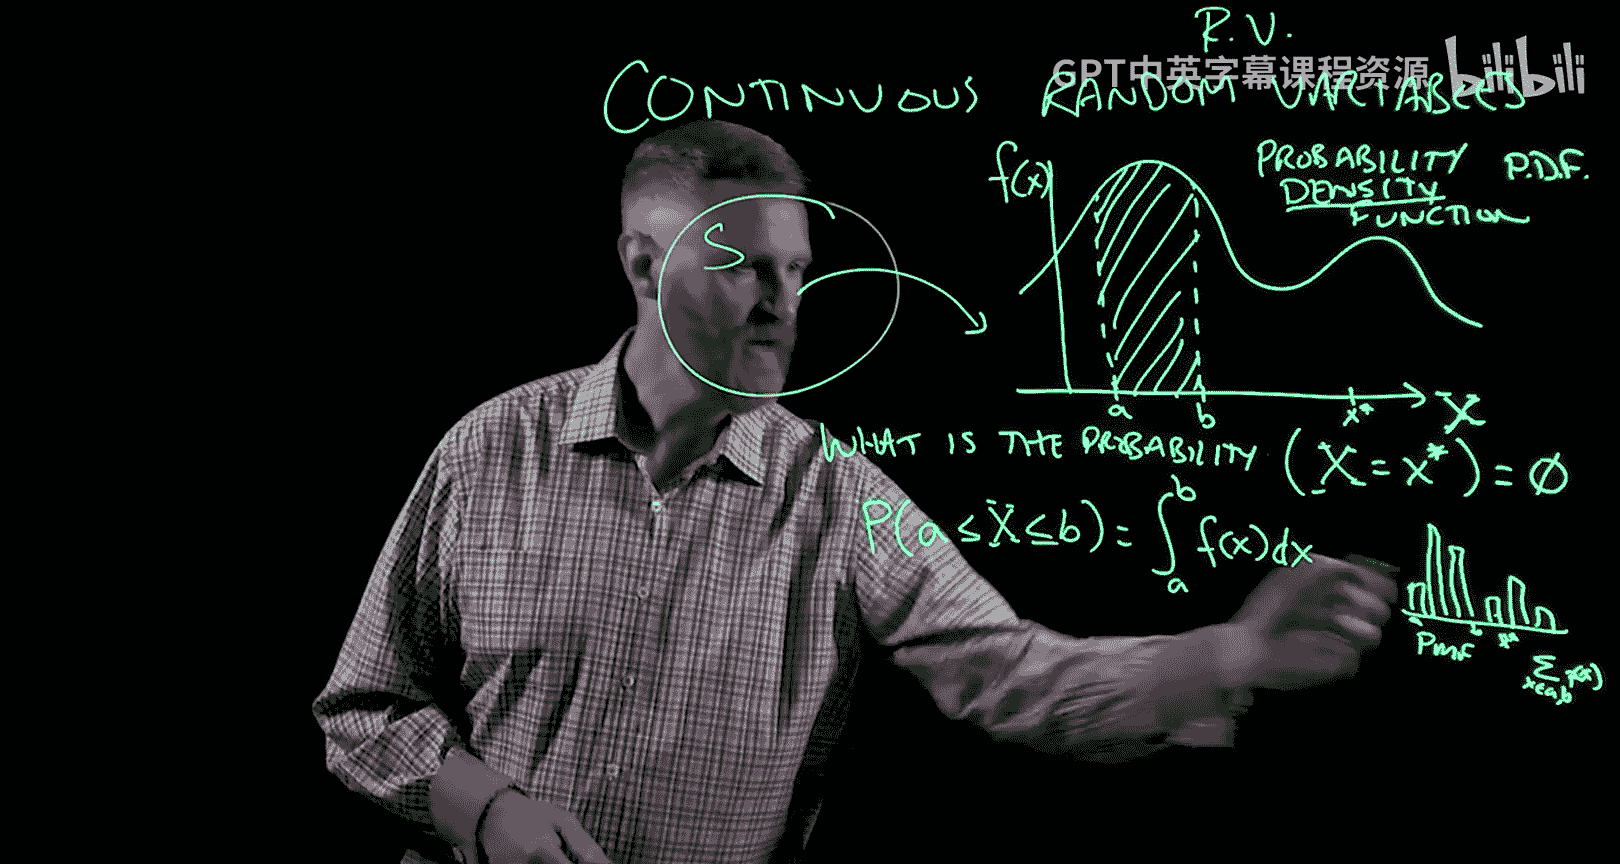 R.V.
GPT中英字幕课程资源 bilibili
CONTINUOUS RANDOM VARIABLES
f(x)
PROBABILITY P.D.F.
DENSITY
FUNCTION
S
a b x* X
WHAT IS THE PROBABILITY (X = x*) = ∅
P(a ≤ X ≤ b) = ∫ₐᵇ f(x)dx
a b x*
PMF